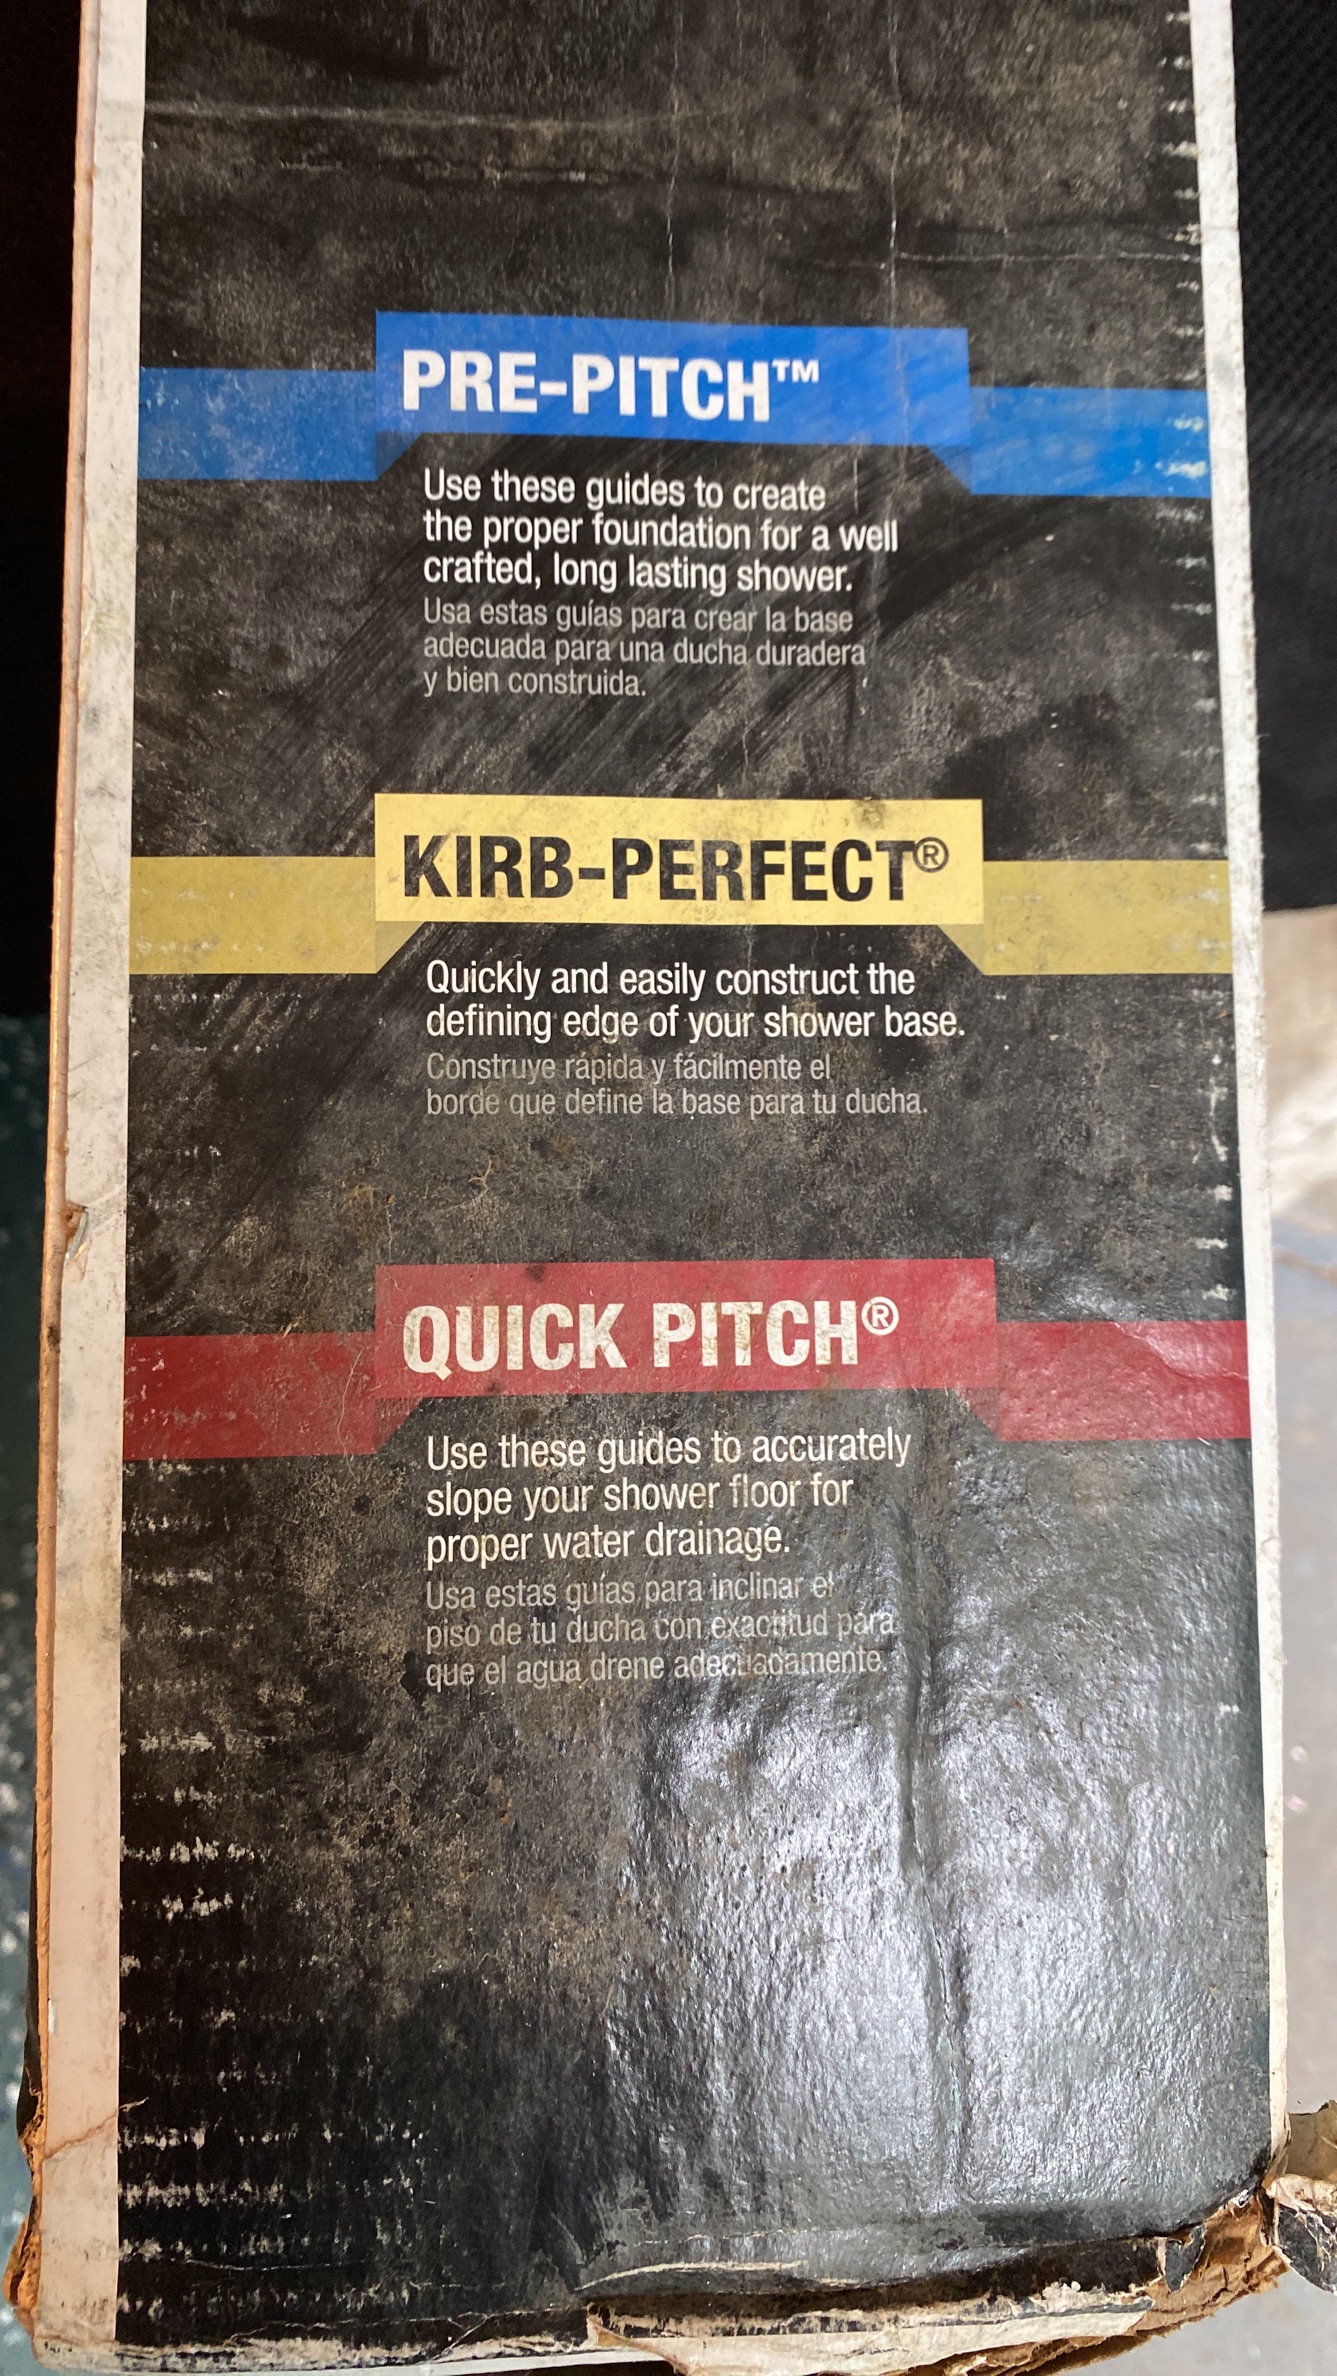 PRE-PITCH™
Use these guides to create
the proper foundation for a well
crafted, long lasting shower.
Usa estas guías para crear la base
adecuada para una ducha duradera
y bien construida.
KIRB-PERFECT®
Quickly and easily construct the
defining edge of your shower base.
Construye rápida y fácilmente el
borde que define la base para tu ducha.
QUICK PITCH®
Use these guides to accurately
slope your shower floor for
proper water drainage.
Usa estas guías para inclinar el
piso de tu ducha con exactitud para
que el agua drene adecuadamente.